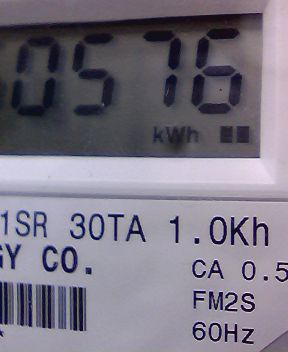 0576
kWh
1SR 30TA 1.0Kh
GY CO.
CA 0.5
FM2S
60Hz